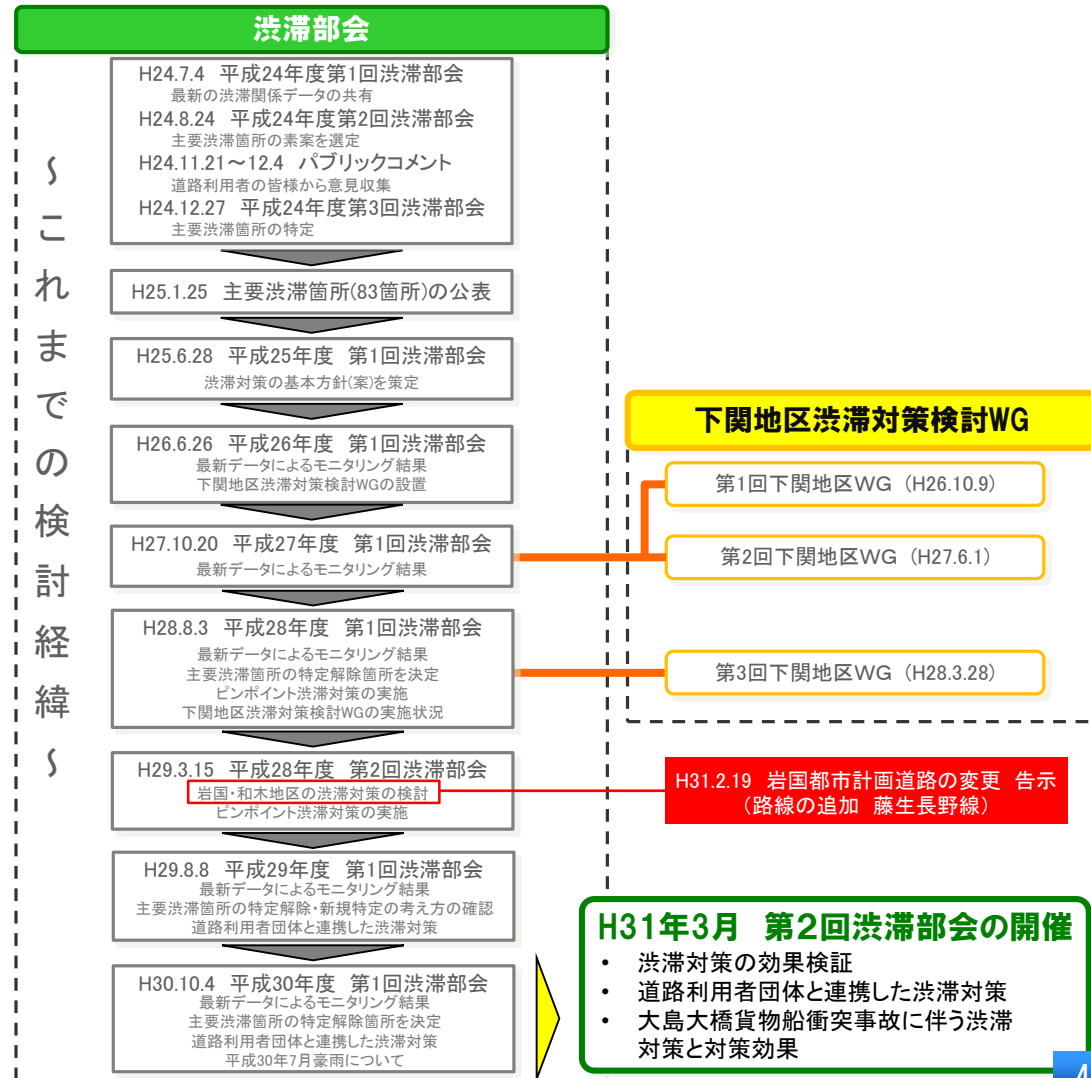 渋滞部会
～これまでの検討経緯～
H24.7.4 平成24年度第1回渋滞部会
最新の渋滞関係データの共有
H24.8.24 平成24年度第2回渋滞部会
主要渋滞箇所の素案を選定
H24.11.21～12.4 パブリックコメント
道路利用者の皆様から意見収集
H24.12.27 平成24年度第3回渋滞部会
主要渋滞箇所の特定
H25.1.25 主要渋滞箇所(83箇所)の公表
H25.6.28 平成25年度 第1回渋滞部会
渋滞対策の基本方針(案)を策定
H26.6.26 平成26年度 第1回渋滞部会
最新データによるモニタリング結果
下関地区渋滞対策検討WGの設置
H27.10.20 平成27年度 第1回渋滞部会
最新データによるモニタリング結果
H28.8.3 平成28年度 第1回渋滞部会
最新データによるモニタリング結果
主要渋滞箇所の特定解除箇所を決定
ピンポイント渋滞対策の実施
下関地区渋滞対策検討WGの実施状況
H29.3.15 平成28年度 第2回渋滞部会
岩国・和木地区の渋滞対策の検討
ピンポイント渋滞対策の実施
H29.8.8 平成29年度 第1回渋滞部会
最新データによるモニタリング結果
主要渋滞箇所の特定解除・新規特定の考え方の確認
道路利用者団体と連携した渋滞対策
H30.10.4 平成30年度 第1回渋滞部会
最新データによるモニタリング結果
主要渋滞箇所の特定解除箇所を決定
道路利用者団体と連携した渋滞対策
平成30年7月豪雨について
下関地区渋滞対策検討WG
第1回下関地区WG (H26.10.9)
第2回下関地区WG (H27.6.1)
第3回下関地区WG (H28.3.28)
H31.2.19 岩国都市計画道路の変更 告示
(路線の追加 藤生長野線)
H31年3月 第2回渋滞部会の開催
• 渋滞対策の効果検証
• 道路利用者団体と連携した渋滞対策
• 大島大橋貨物船衝突事故に伴う渋滞
対策と対策効果
4